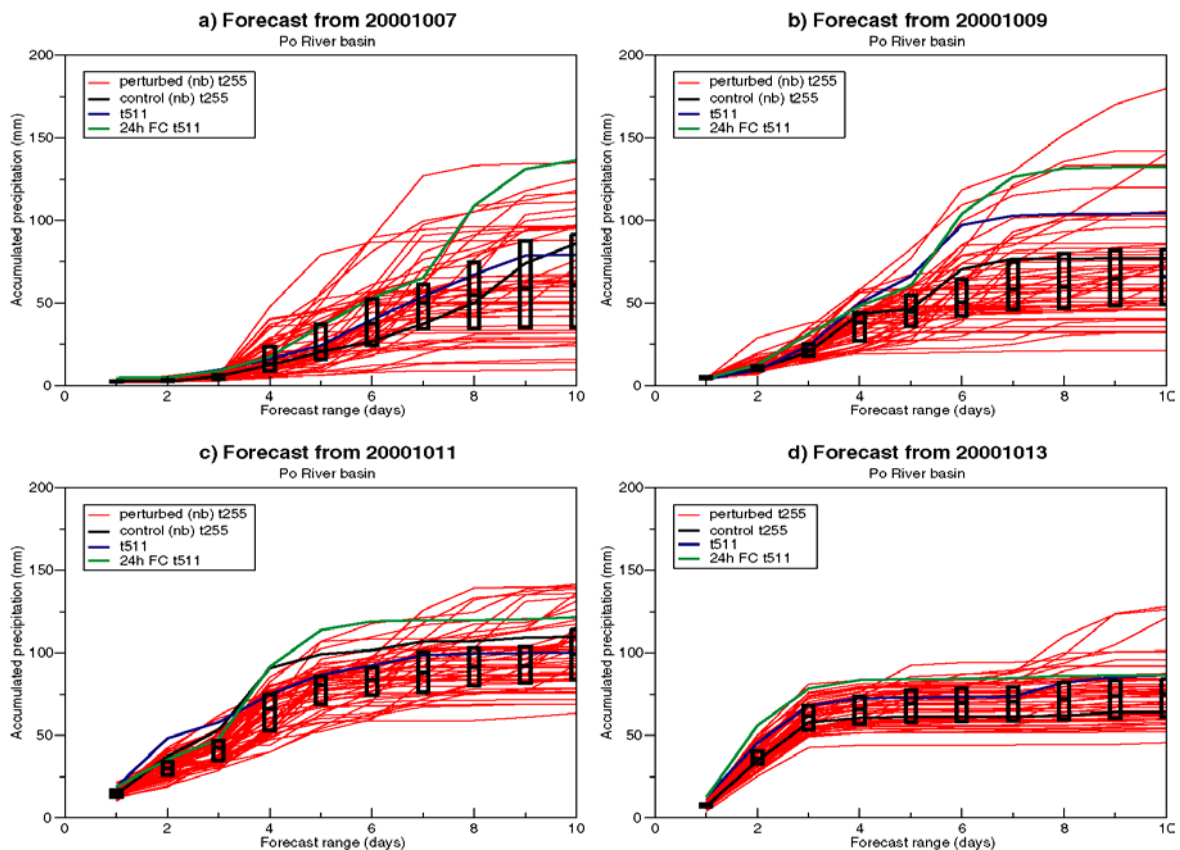 a) Forecast from 20001007
Po River basin
200
150
100
50
0
Accumulated precipitation (mm)
perturbed (nb) t255
control (nb) t255
t511
24h FC t511
0 2 4 6 8 10
Forecast range (days)
b) Forecast from 20001009
Po River basin
200
150
100
50
0
Accumulated precipitation (mm)
perturbed (nb) t255
control (nb) t255
t511
24h FC t511
0 2 4 6 8 10
Forecast range (days)
c) Forecast from 20001011
Po River basin
200
150
100
50
0
Accumulated precipitation (mm)
perturbed (nb) t255
control (nb) t255
t511
24h FC t511
0 2 4 6 8 10
Forecast range (days)
d) Forecast from 20001013
Po River basin
200
150
100
50
0
Accumulated precipitation (mm)
perturbed t255
control t255
t511
24h FC t511
0 2 4 6 8 10
Forecast range (days)